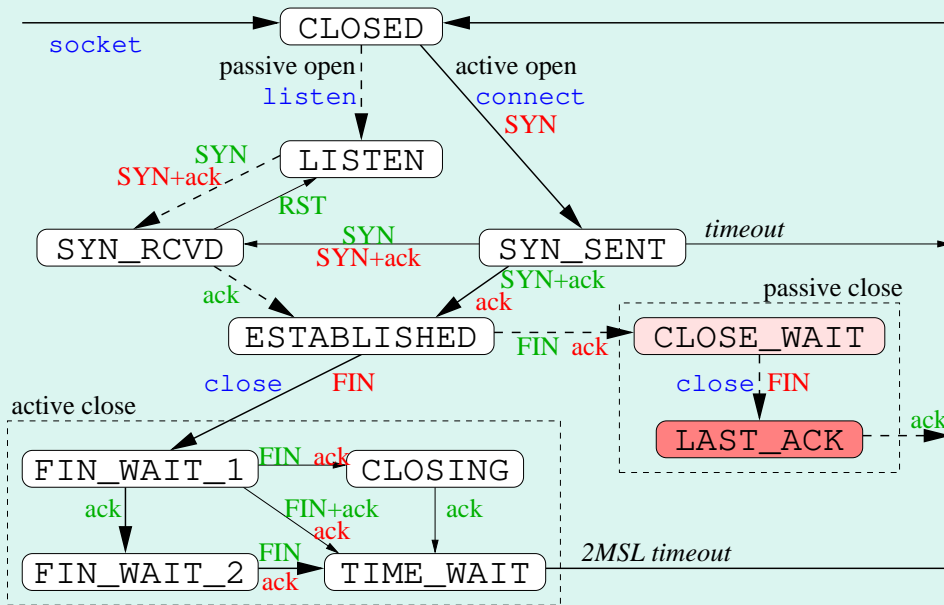 CLOSED
socket
passive open
active open
listen
connect
SYN
LISTEN
SYN
SYN+ack
RST
SYN_RCVD
SYN
SYN+ack
SYN_SENT
timeout
ack
SYN+ack
ack
passive close
ESTABLISHED
FIN ack
CLOSE_WAIT
close
FIN
close FIN
active close
LAST_ACK
ack
FIN_WAIT_1
FIN ack
CLOSING
ack
FIN+ack
ack
ack
FIN_WAIT_2
FIN
ack
TIME_WAIT
2MSL timeout